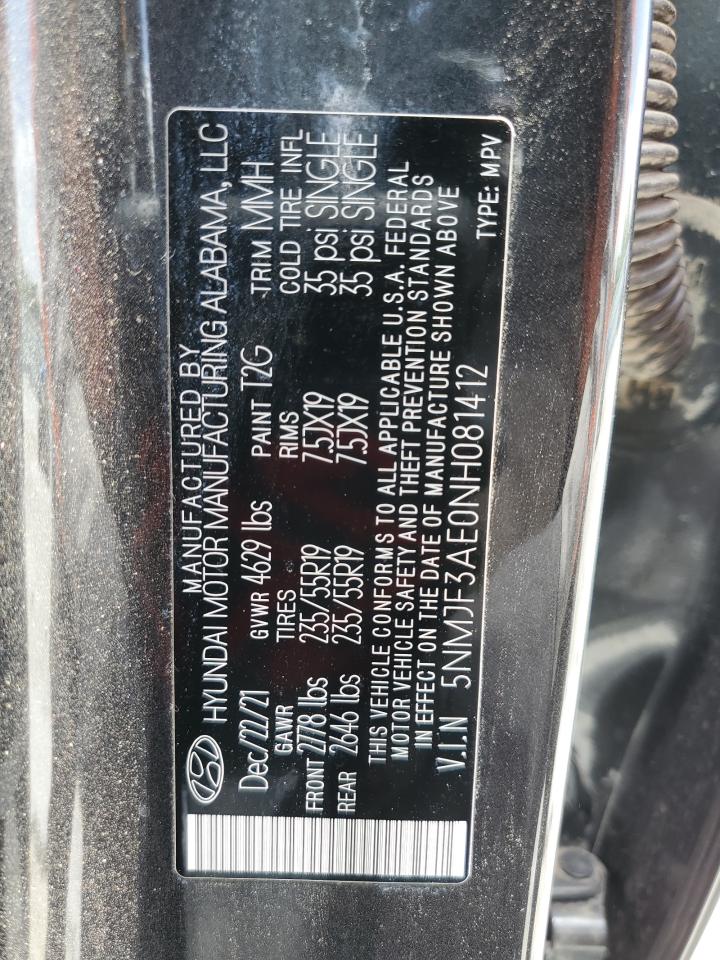 MANUFACTURED BY
HYUNDAI MOTOR MANUFACTURING ALABAMA, LLC
Dec/22/21 GVWR 4629 lbs PAINT T2G TRIM MMH
GAWR TIRES RIMS COLD TIRE INFL
FRONT 2778 lbs 235/55R19 7.5JX19 35 psi SINGLE
REAR 2646 lbs 235/55R19 7.5JX19 35 psi SINGLE
THIS VEHICLE CONFORMS TO ALL APPLICABLE U.S.A. FEDERAL
MOTOR VEHICLE SAFETY AND THEFT PREVENTION STANDARDS
IN EFFECT ON THE DATE OF MANUFACTURE SHOWN ABOVE
V.I.N 5NMJF3AE0NH081412 TYPE: MPV